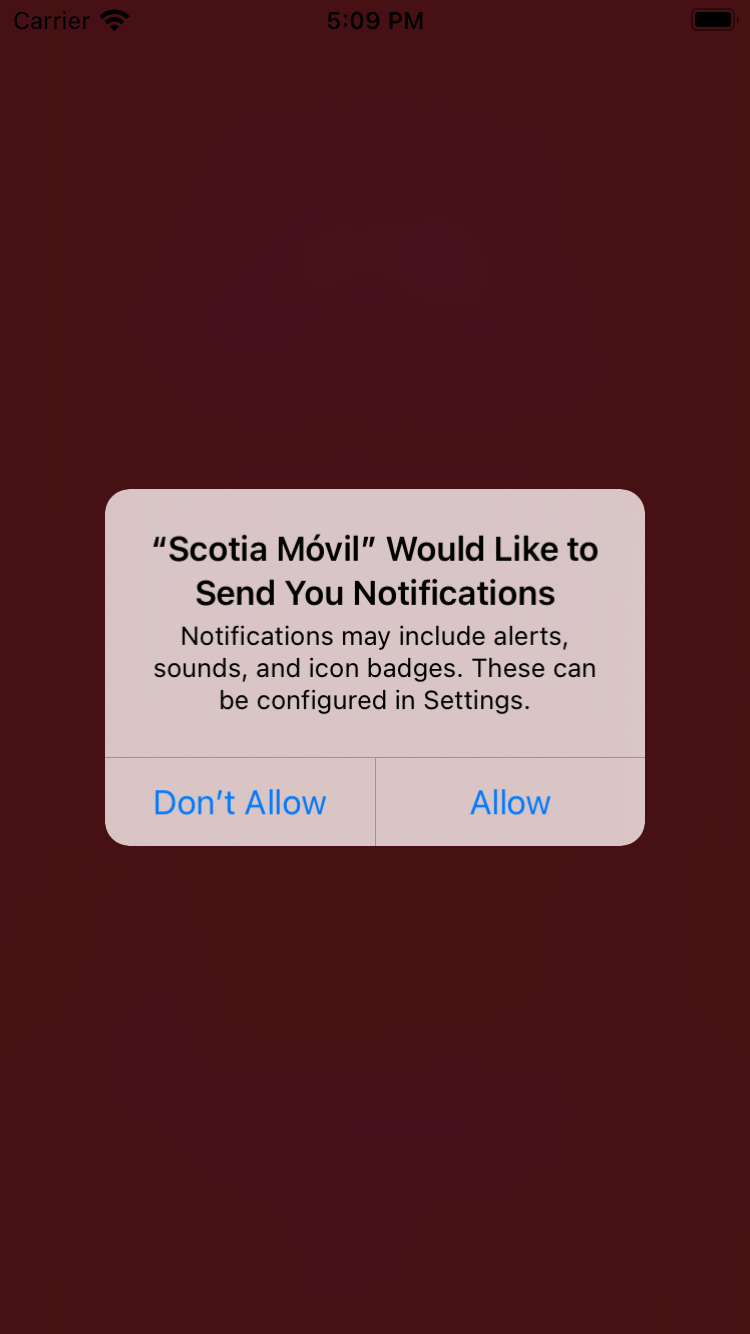 Carrier 5:09 PM
“Scotia Móvil” Would Like to
Send You Notifications
Notifications may include alerts,
sounds, and icon badges. These can
be configured in Settings.
Don’t Allow Allow